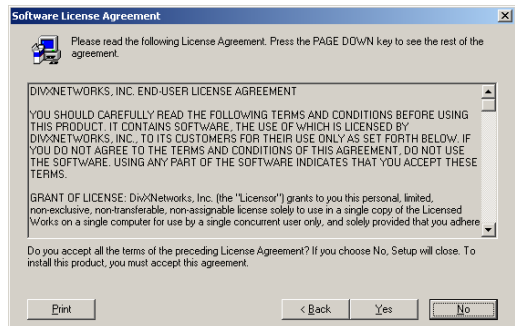 Software License Agreement
Please read the following License Agreement. Press the PAGE DOWN key to see the rest of the
agreement.
DIVXNETWORKS, INC. END-USER LICENSE AGREEMENT
YOU SHOULD CAREFULLY READ THE FOLLOWING TERMS AND CONDITIONS BEFORE USING
THIS PRODUCT. IT CONTAINS SOFTWARE, THE USE OF WHICH IS LICENSED BY
DIVXNETWORKS, INC., TO ITS CUSTOMERS FOR THEIR USE ONLY AS SET FORTH BELOW. IF
YOU DO NOT AGREE TO THE TERMS AND CONDITIONS OF THIS AGREEMENT, DO NOT USE
THE SOFTWARE. USING ANY PART OF THE SOFTWARE INDICATES THAT YOU ACCEPT THESE
TERMS.
GRANT OF LICENSE: DivXNetworks, Inc. (the "Licensor") grants to you this personal, limited,
non-exclusive, non-transferable, non-assignable license solely to use in a single copy of the Licensed
Works on a single computer for use by a single concurrent user only, and solely provided that you adhere
Do you accept all the terms of the preceding License Agreement? If you choose No, Setup will close. To
install this product, you must accept this agreement.
Print
< Back
Yes
No